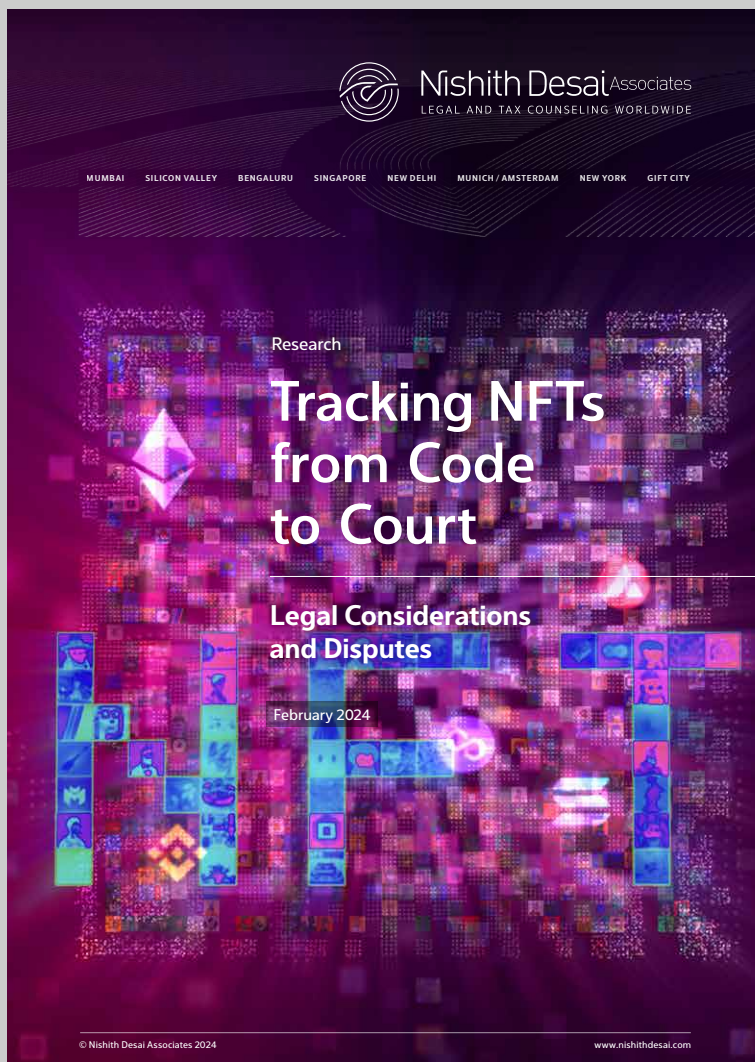 Nishith Desai Associates
LEGAL AND TAX COUNSELING WORLDWIDE
MUMBAI SILICON VALLEY BENGALURU SINGAPORE NEW DELHI MUNICH / AMSTERDAM NEW YORK GIFT CITY
Research
Tracking NFTs
from Code
to Court
Legal Considerations
and Disputes
February 2024
NFT
© Nishith Desai Associates 2024 www.nishithdesai.com